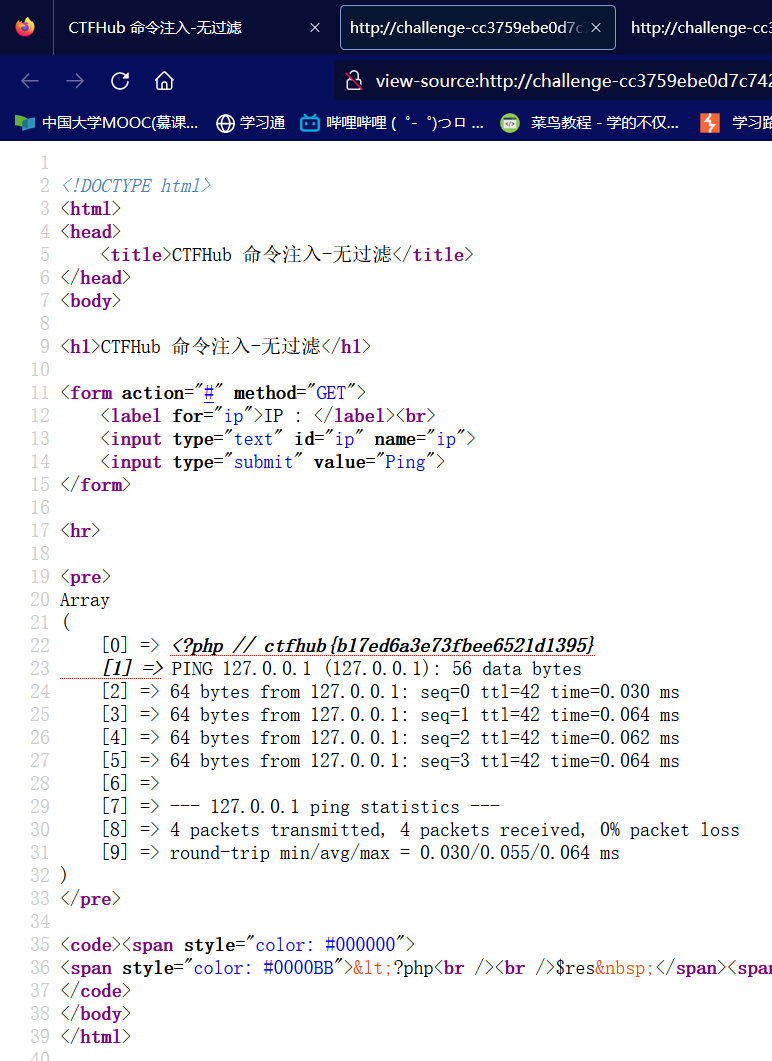 CTFHub 命令注入-无过滤
http://challenge-cc3759ebe0d7c
http://challenge-cc3
view-source:http://challenge-cc3759ebe0d7c742
中国大学MOOC(慕课...
学习通
哔哩哔哩 ( ゜- ゜)つロ ...
菜鸟教程 - 学的不仅...
学习路
1
2 <!DOCTYPE html>
3 <html>
4 <head>
5 <title>CTFHub 命令注入-无过滤</title>
6 </head>
7 <body>
8
9 <h1>CTFHub 命令注入-无过滤</h1>
10
11 <form action="#" method="GET">
12 <label for="ip">IP : </label><br>
13 <input type="text" id="ip" name="ip">
14 <input type="submit" value="Ping">
15 </form>
16
17 <hr>
18
19 <pre>
20 Array
21 (
22 [0] => <?php // ctfhub{b17ed6a3e73fbee6521d1395}
23 [1] => PING 127.0.0.1 (127.0.0.1): 56 data bytes
24 [2] => 64 bytes from 127.0.0.1: seq=0 ttl=42 time=0.030 ms
25 [3] => 64 bytes from 127.0.0.1: seq=1 ttl=42 time=0.064 ms
26 [4] => 64 bytes from 127.0.0.1: seq=2 ttl=42 time=0.062 ms
27 [5] => 64 bytes from 127.0.0.1: seq=3 ttl=42 time=0.064 ms
28 [6] =>
29 [7] => --- 127.0.0.1 ping statistics ---
30 [8] => 4 packets transmitted, 4 packets received, 0% packet loss
31 [9] => round-trip min/avg/max = 0.030/0.055/0.064 ms
32 )
33 </pre>
34
35 <code><span style="color: #000000">
36 <span style="color: #0000BB">&lt;?php<br /><br />$res&nbsp;</span><span
37 </code>
38 </body>
39 </html>
40